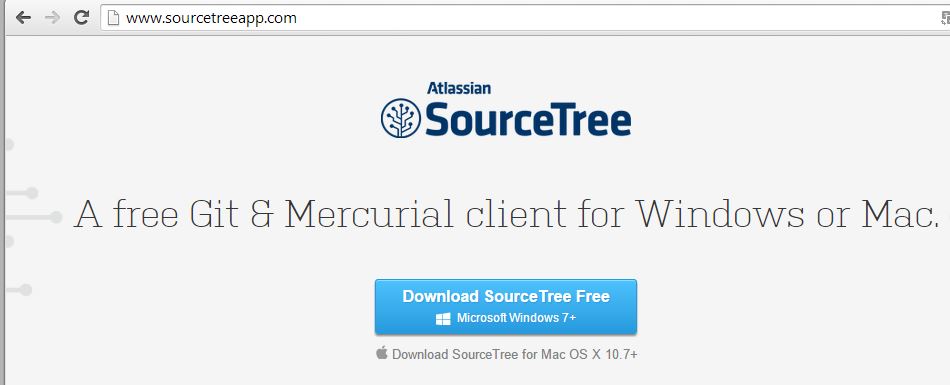 www.sourcetreeapp.com
Atlassian
SourceTree
A free Git & Mercurial client for Windows or Mac.
Download SourceTree Free
Microsoft Windows 7+
Download SourceTree for Mac OS X 10.7+